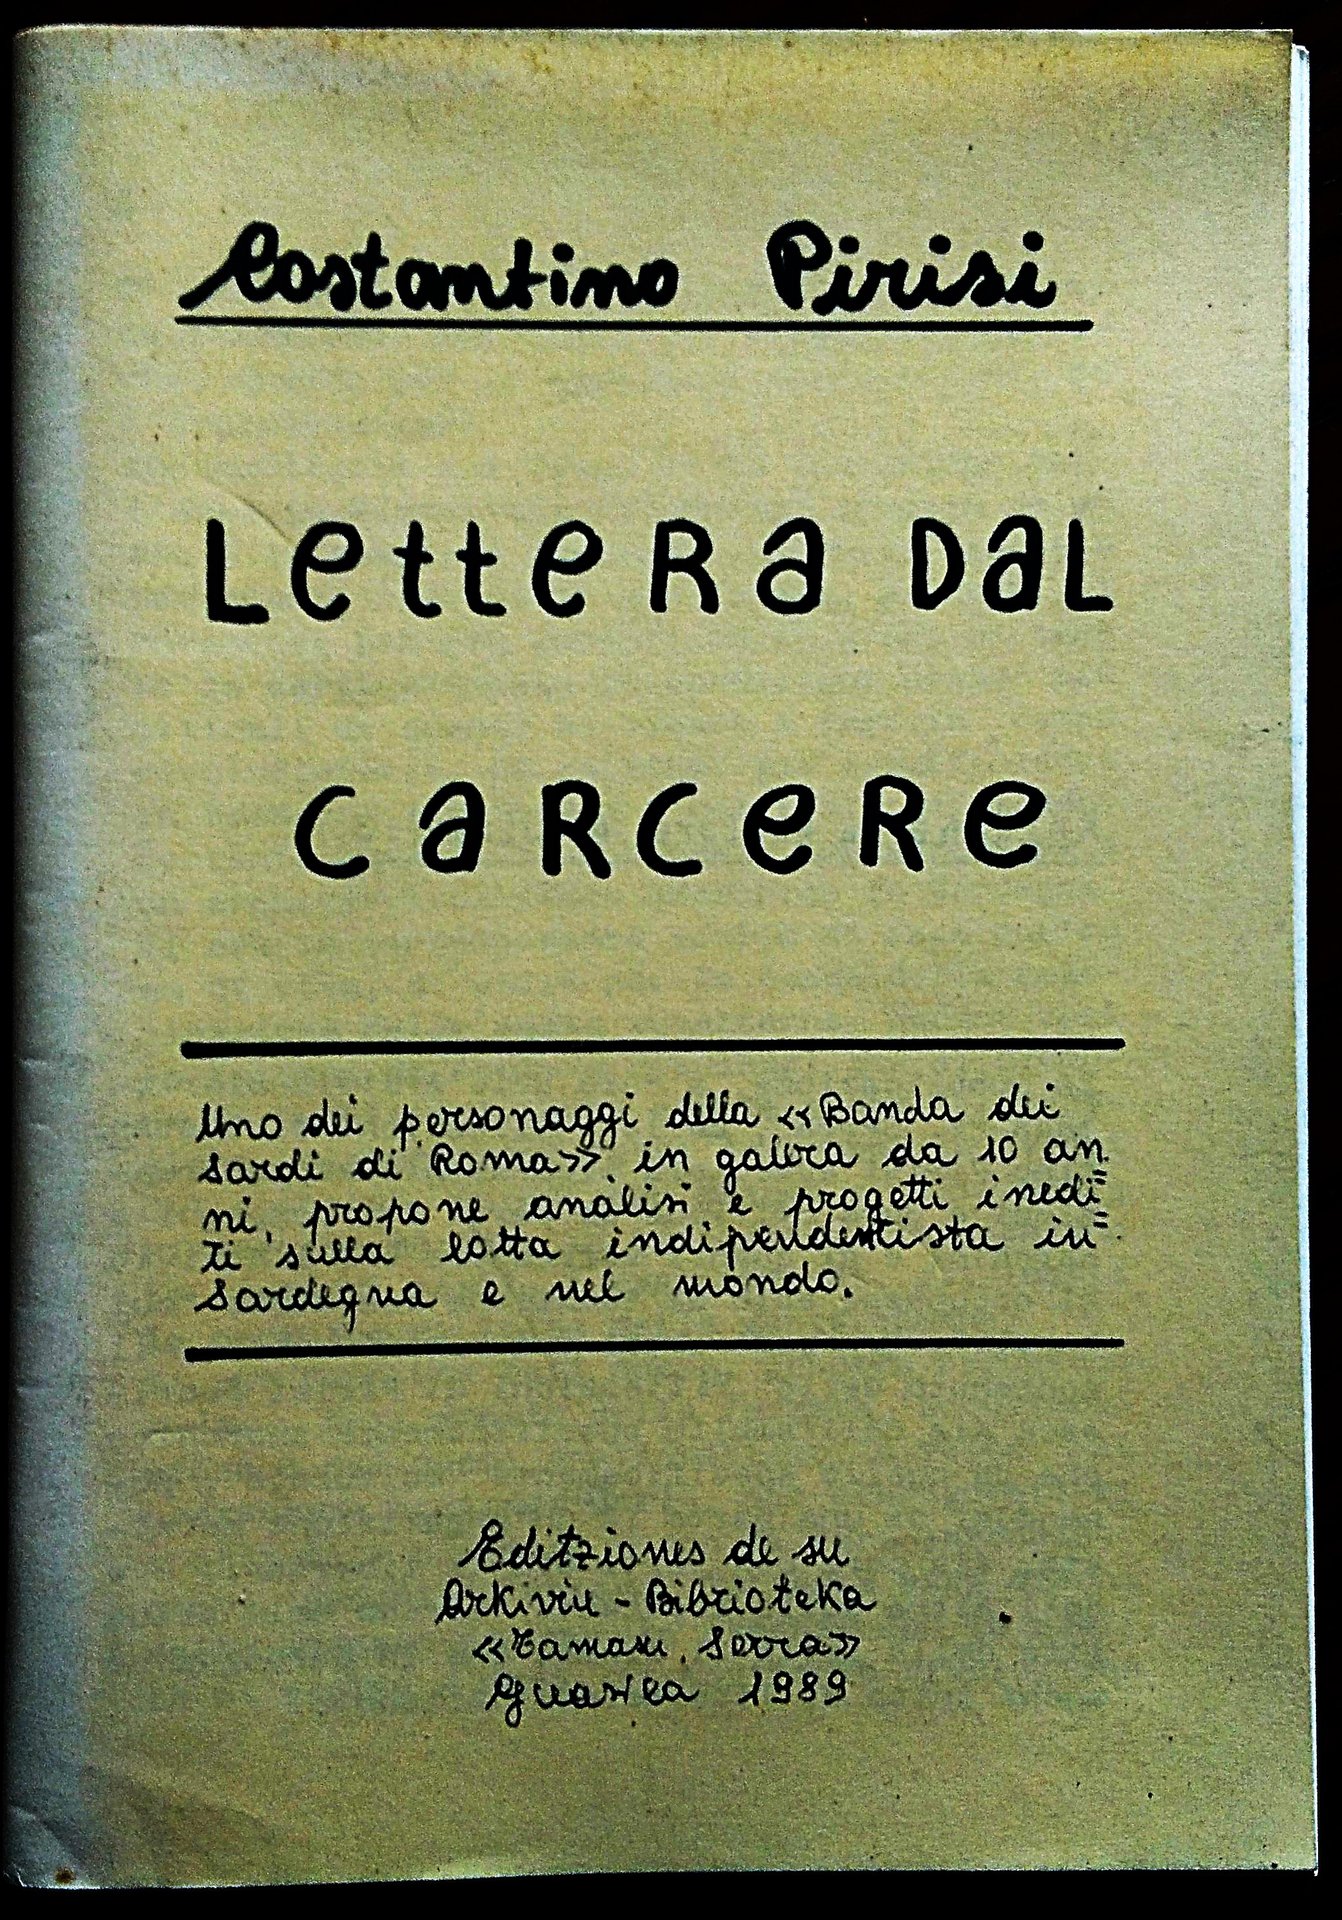 Costantino Pirisi
Lettera dal
carcere
Uno dei personaggi della «Banda dei
sardi di Roma», in galera da 10 an=
ni, propone analisi e progetti inedi=
ti sulla lotta indipendentista in
Sardegna e nel mondo.
Editziones de su
Arkiviu - Biblioteka
«Tamasu Serra»
Guasila 1989